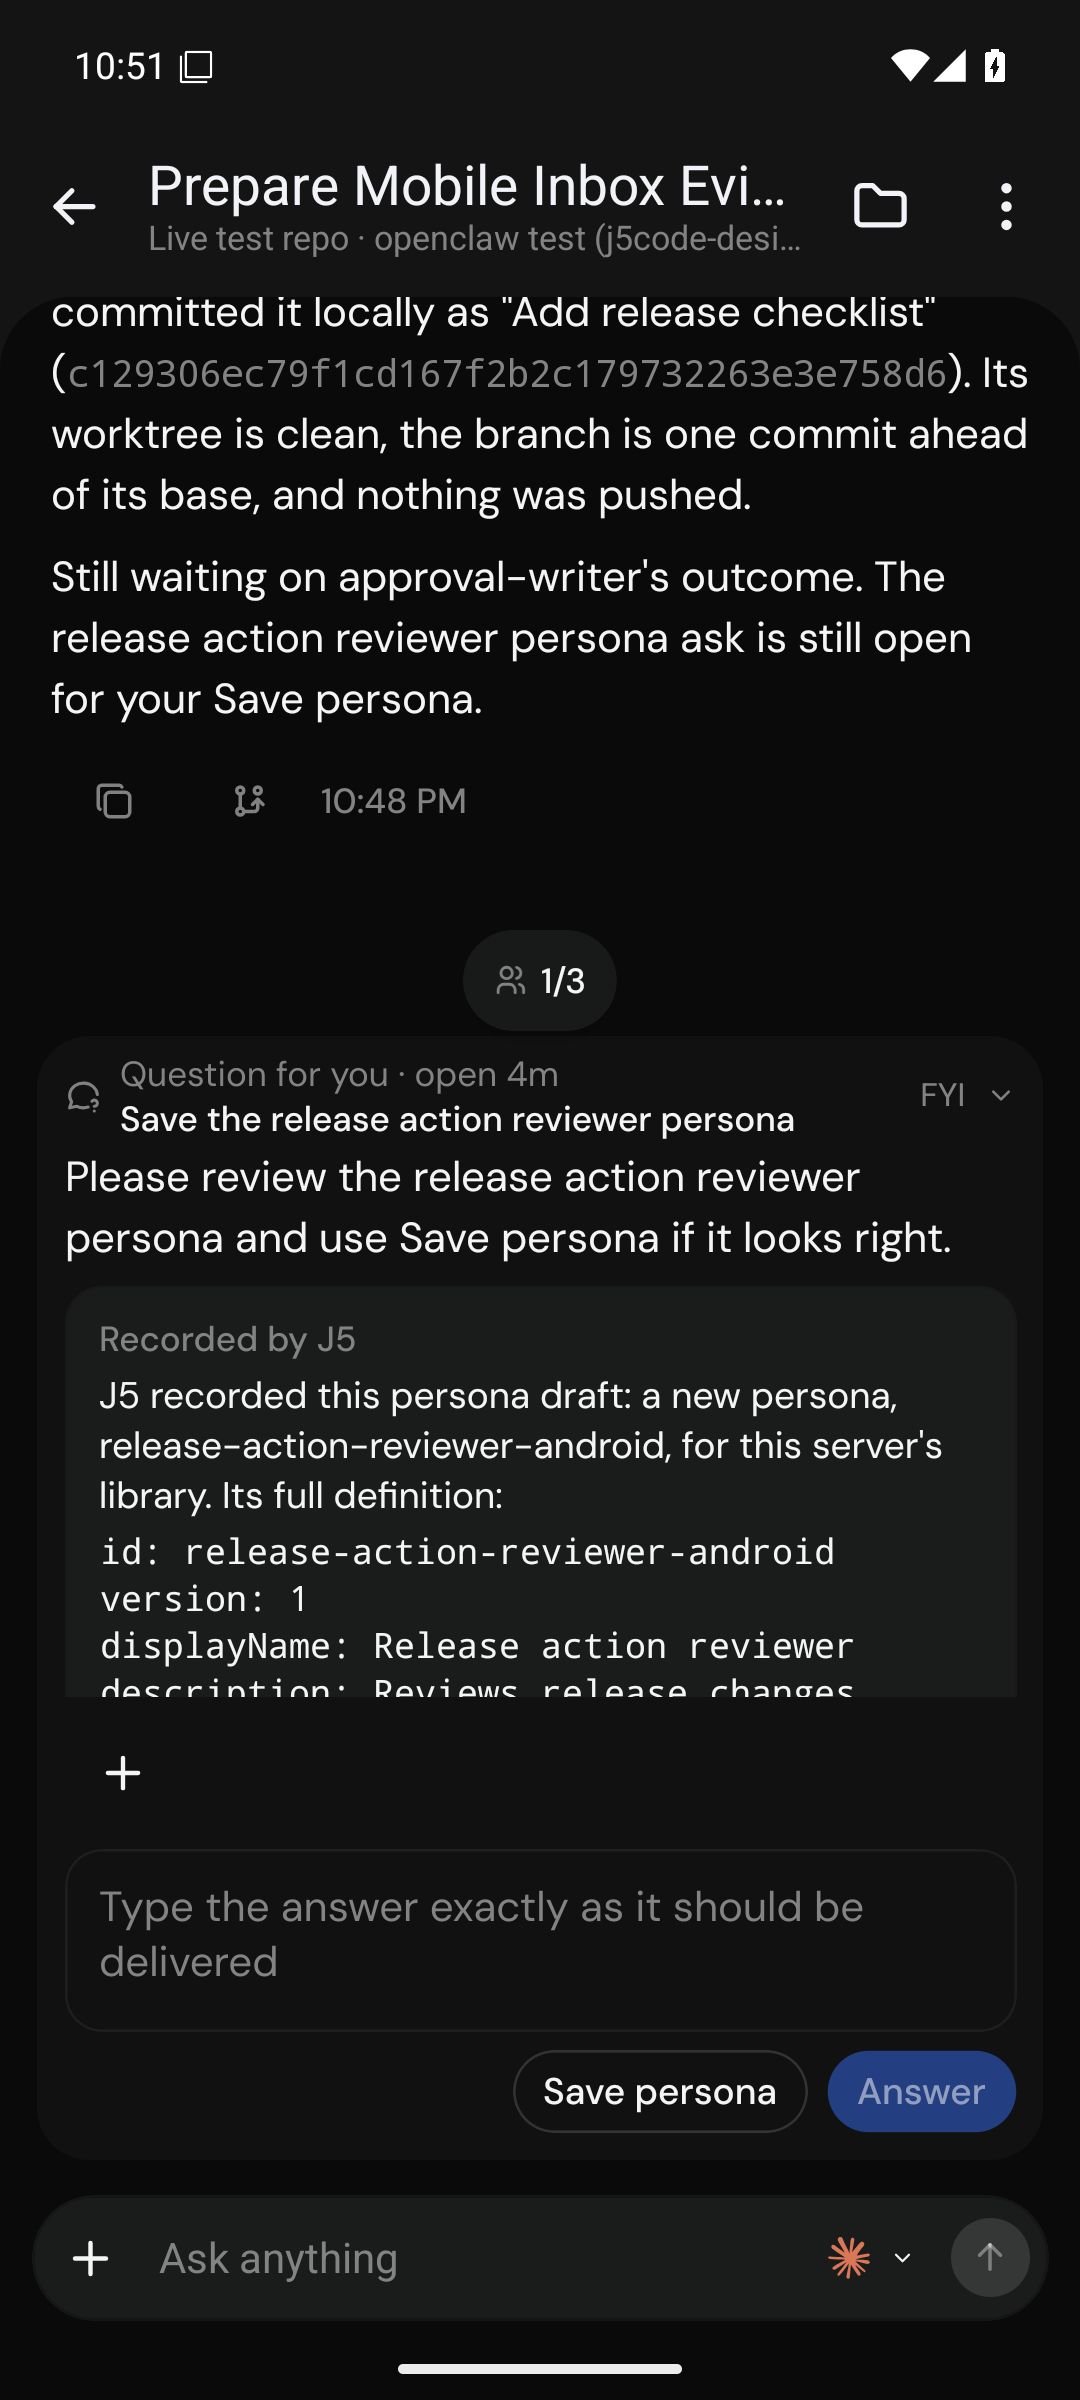 10:51
Prepare Mobile Inbox Evi...
Live test repo · openclaw test (j5code-desi...
committed it locally as "Add release checklist"
(c129306ec79f1cd167f2b2c179732263e3e758d6). Its
worktree is clean, the branch is one commit ahead
of its base, and nothing was pushed.
Still waiting on approval-writer's outcome. The
release action reviewer persona ask is still open
for your Save persona.
10:48 PM
1/3
Question for you · open 4m
FYI
Save the release action reviewer persona
Please review the release action reviewer
persona and use Save persona if it looks right.
Recorded by J5
J5 recorded this persona draft: a new persona,
release-action-reviewer-android, for this server's
library. Its full definition:
id: release-action-reviewer-android
version: 1
displayName: Release action reviewer
description: Reviews release changes
Type the answer exactly as it should be
delivered
Save persona
Answer
Ask anything